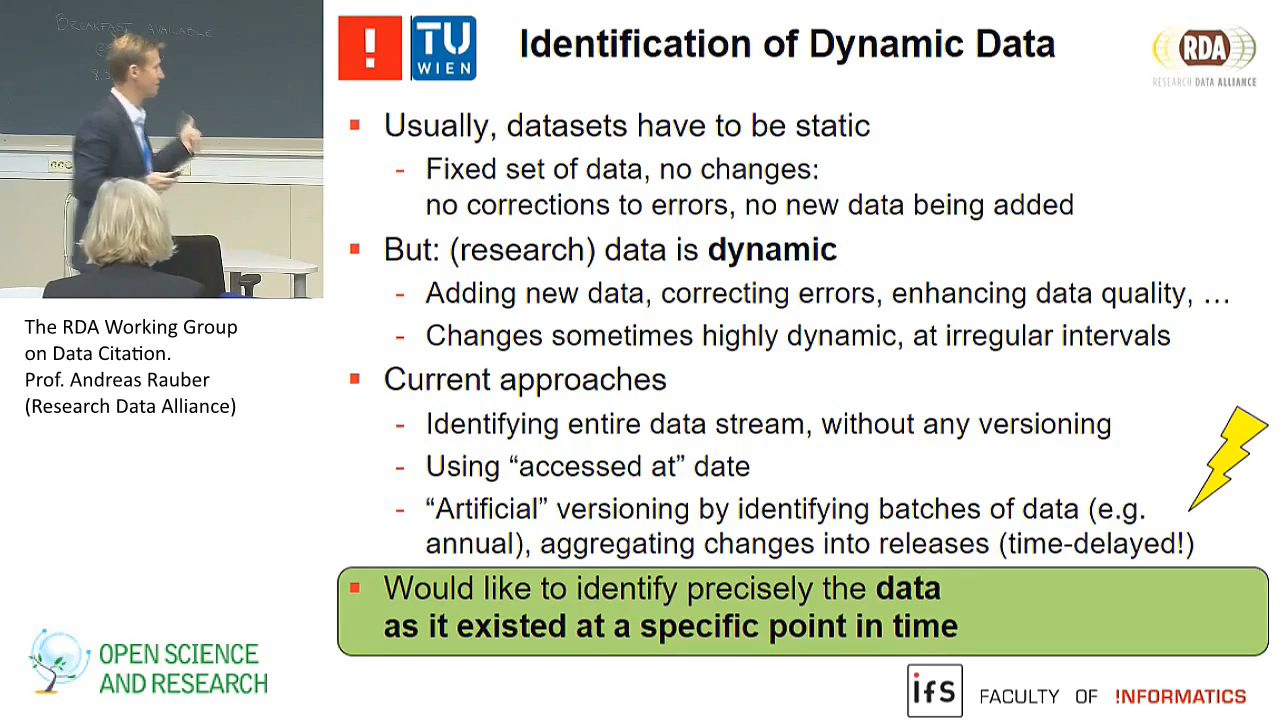 BREAKFAST AVAILABLE
!
TU
WIEN
Identification of Dynamic Data
RDA
RESEARCH DATA ALLIANCE
Usually, datasets have to be static
- Fixed set of data, no changes:
no corrections to errors, no new data being added
But: (research) data is dynamic
- Adding new data, correcting errors, enhancing data quality, …
- Changes sometimes highly dynamic, at irregular intervals
Current approaches
- Identifying entire data stream, without any versioning
- Using “accessed at” date
- “Artificial” versioning by identifying batches of data (e.g.
annual), aggregating changes into releases (time-delayed!)
Would like to identify precisely the data
as it existed at a specific point in time
The RDA Working Group
on Data Citation.
Prof. Andreas Rauber
(Research Data Alliance)
OPEN SCIENCE
AND RESEARCH
ifs
FACULTY OF !NFORMATICS